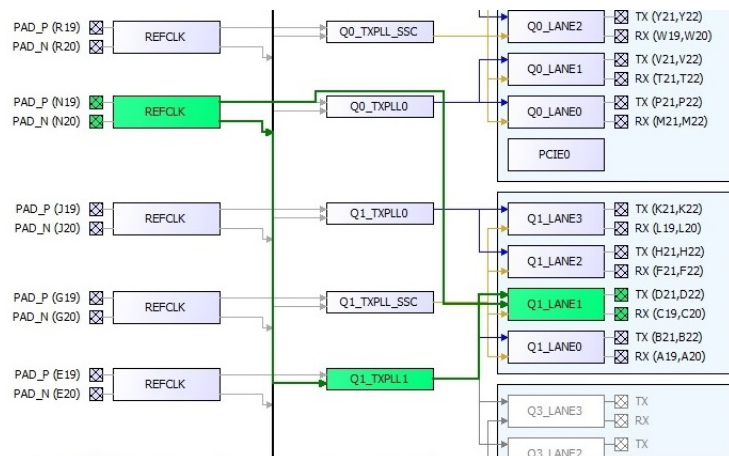 PAD_P (R19)
PAD_N (R20)
REFCLK
Q0_TXPLL_SSC
Q0_LANE2
TX (Y21,Y22)
RX (W19,W20)
Q0_LANE1
TX (V21,V22)
RX (T21,T22)
PAD_P (N19)
PAD_N (N20)
REFCLK
Q0_TXPLL0
Q0_LANE0
TX (P21,P22)
RX (M21,M22)
PCIE0
PAD_P (J19)
PAD_N (J20)
REFCLK
Q1_TXPLL0
Q1_LANE3
TX (K21,K22)
RX (L19,L20)
Q1_LANE2
TX (H21,H22)
RX (F21,F22)
PAD_P (G19)
PAD_N (G20)
REFCLK
Q1_TXPLL_SSC
Q1_LANE1
TX (D21,D22)
RX (C19,C20)
Q1_LANE0
TX (B21,B22)
RX (A19,A20)
PAD_P (E19)
PAD_N (E20)
REFCLK
Q1_TXPLL1
Q3_LANE3
TX
RX
Q3_LANE2
TX